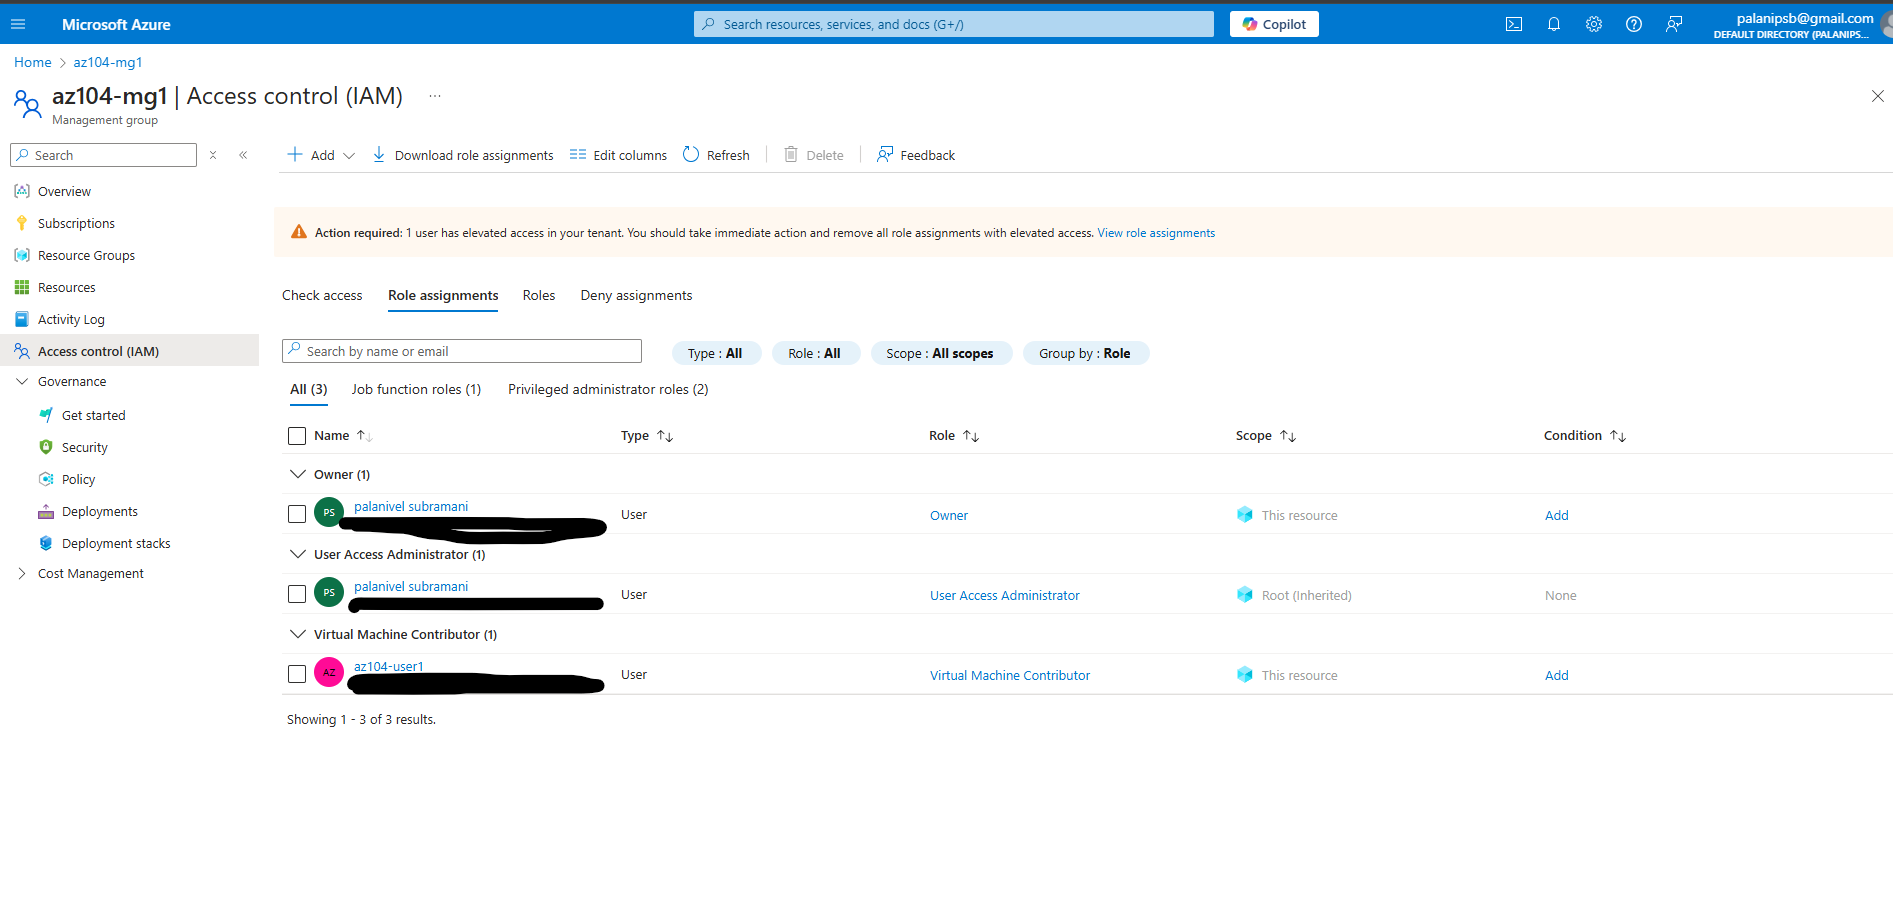 Microsoft Azure
Search resources, services, and docs (G+/)
Copilot
palanipsb@gmail.com
DEFAULT DIRECTORY (PALANIPS...
Home > az104-mg1
az104-mg1 | Access control (IAM) ...
Management group
Search
Add
Download role assignments
Edit columns
Refresh
Delete
Feedback
Overview
Subscriptions
Resource Groups
Resources
Activity Log
Access control (IAM)
Governance
Get started
Security
Policy
Deployments
Deployment stacks
Cost Management
Action required: 1 user has elevated access in your tenant. You should take immediate action and remove all role assignments with elevated access. View role assignments
Check access Role assignments Roles Deny assignments
Search by name or email
Type : All Role : All Scope : All scopes Group by : Role
All (3) Job function roles (1) Privileged administrator roles (2)
Name Type Role Scope Condition
Owner (1)
PS palanivel subramani User Owner This resource Add
User Access Administrator (1)
PS palanivel subramani User User Access Administrator Root (Inherited) None
Virtual Machine Contributor (1)
AZ az104-user1 User Virtual Machine Contributor This resource Add
Showing 1 - 3 of 3 results.